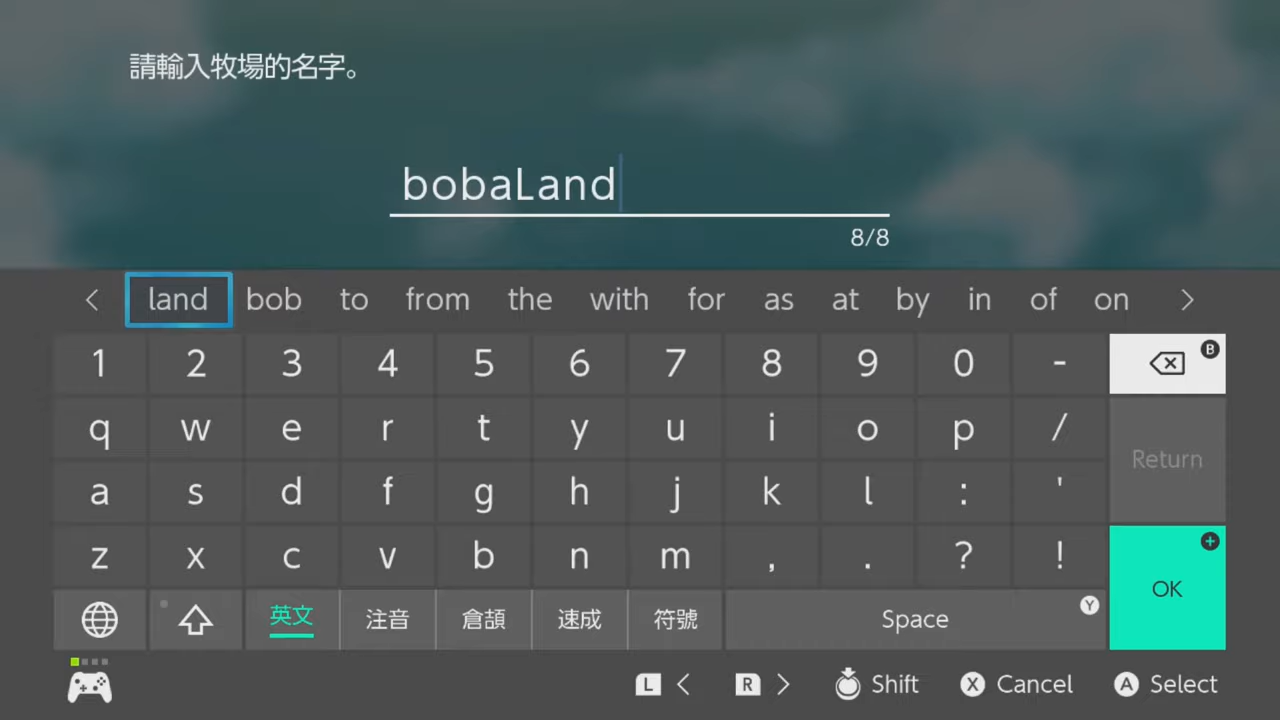 請輸入牧場的名字。
bobaLand
8/8
land bob to from the with for as at by in of on
1 2 3 4 5 6 7 8 9 0 - B
q w e r t y u i o p /
Return
a s d f g h j k l : '
z x c v b n m , . ? !
OK
英文 注音 倉頡 速成 符號 Space Y
L R Shift X Cancel A Select